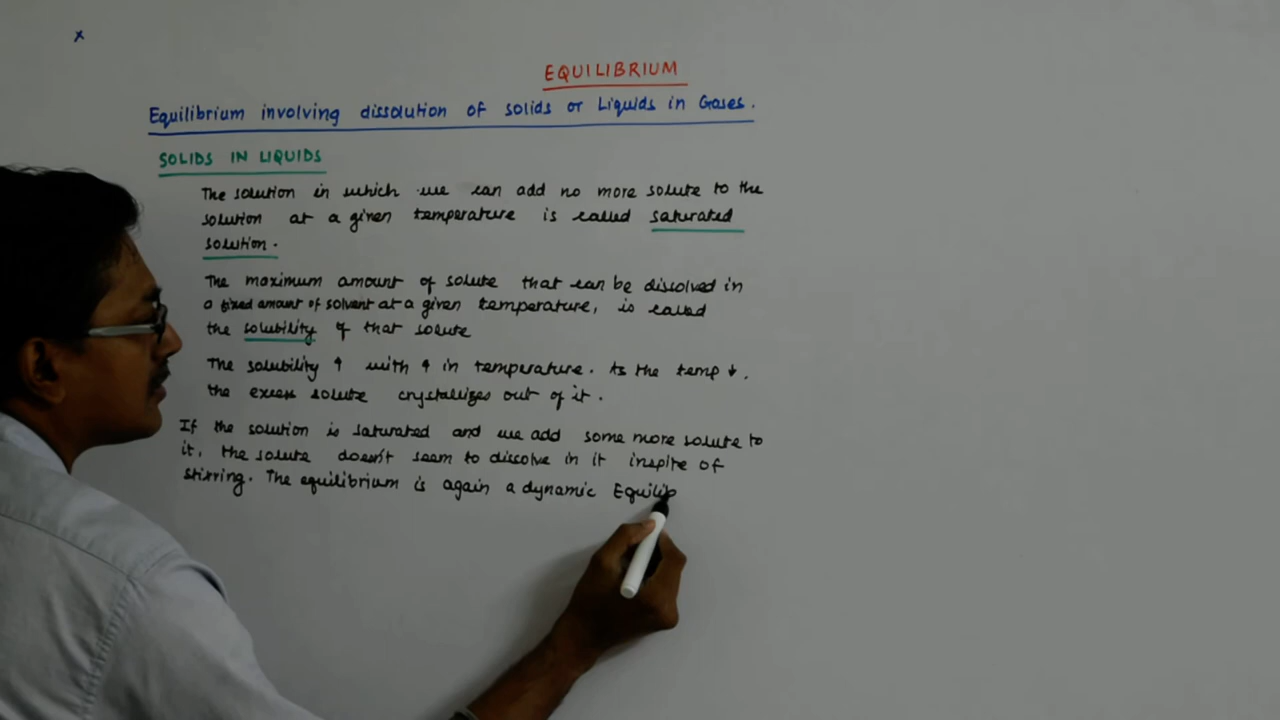 x
EQUILIBRIUM
Equilibrium involving dissolution of solids or Liquids in Gases.
SOLIDS IN LIQUIDS
The solution in which we can add no more solute to the
solution at a given temperature is called saturated
solution.
The maximum amount of solute that can be dissolved in
a fixed amount of solvent at a given temperature, is called
the solubility of that solute
The solubility ↑ with ↑ in temperature. As the temp ↓.
the excess solute crystallizes out of it.
If the solution is saturated and we add some more solute to
it, the solute doesn't seem to dissolve in it inspite of
stirring. The equilibrium is again a dynamic Equilib